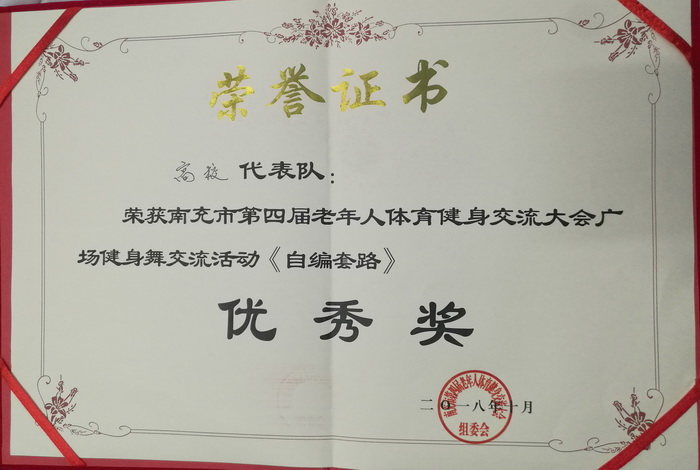 荣誉证书
高校 代表队：
荣获南充市第四届老年人体育健身交流大会广
场健身舞交流活动《自编套路》
优秀奖
二〇一八年十月
组委会